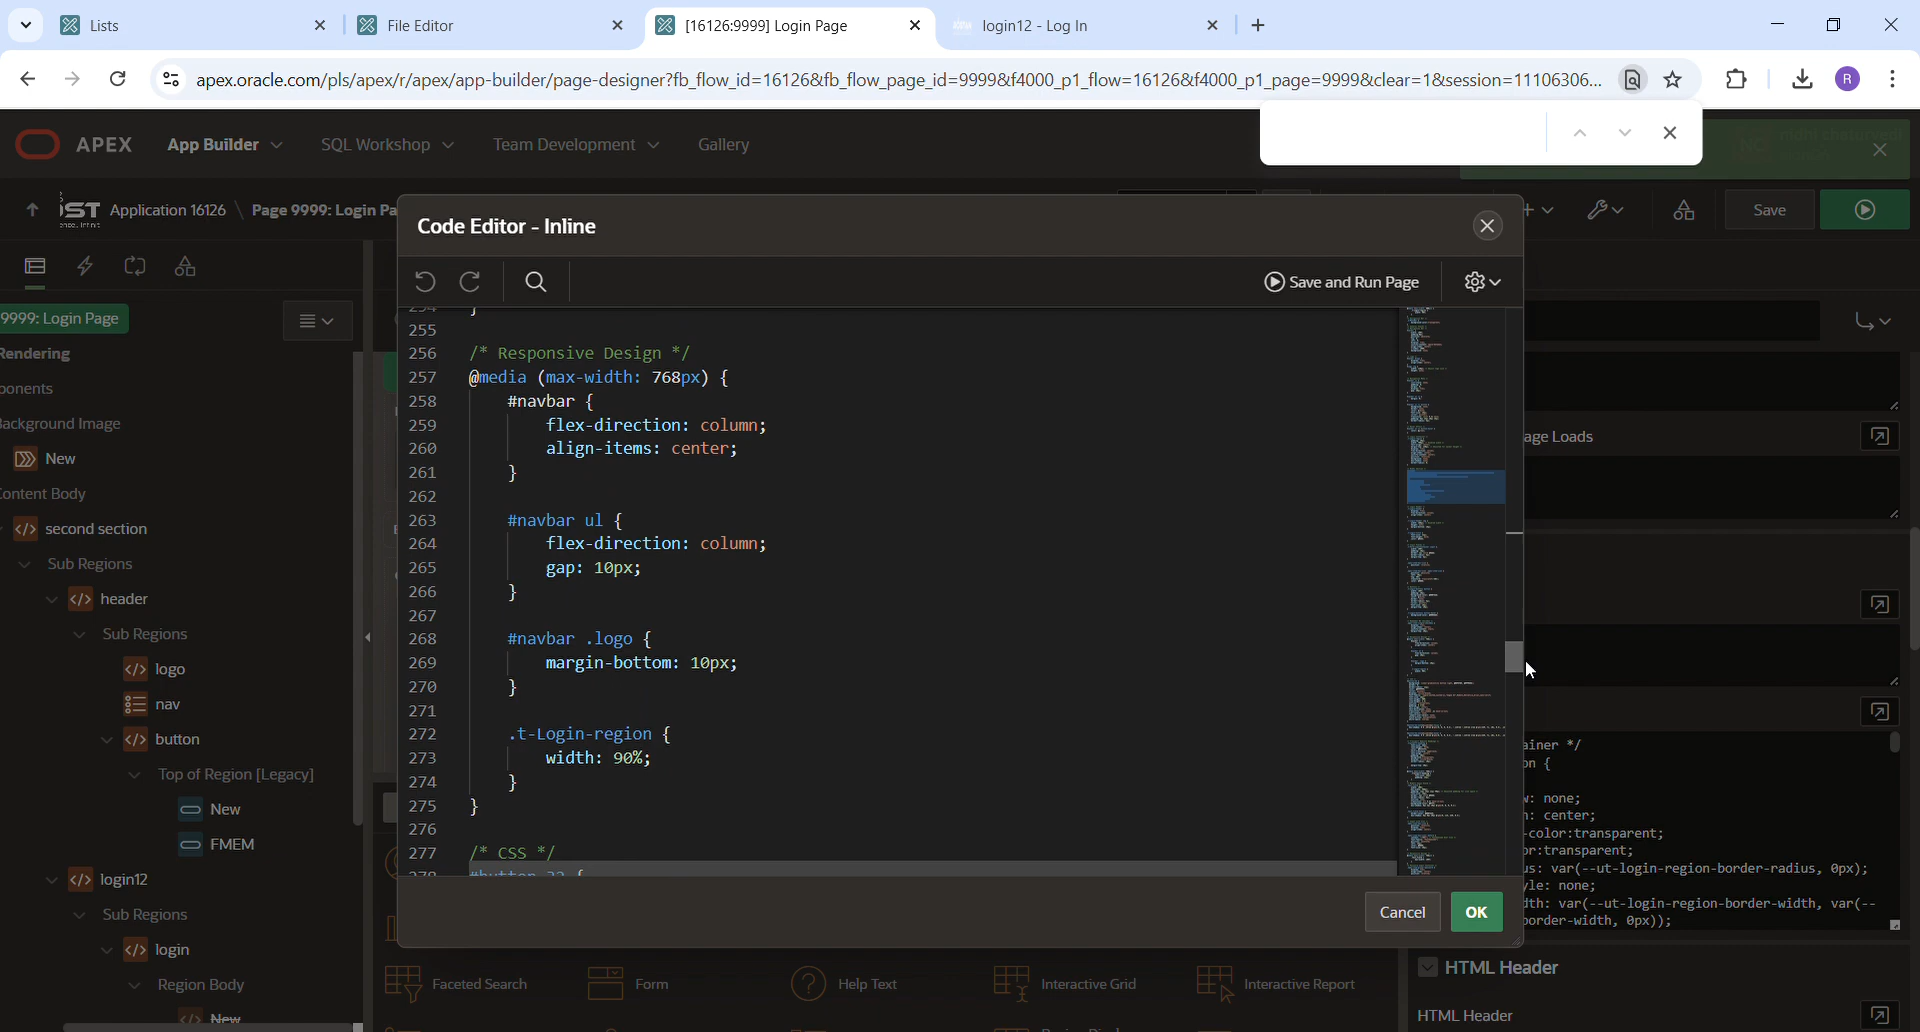 Lists
File Editor
[16126:9999] Login Page
login12 - Log In
apex.oracle.com/pls/apex/r/apex/app-builder/page-designer?fb_flow_id=16126&fb_flow_page_id=9999&f4000_p1_flow=16126&f4000_p1_page=9999&clear=1&session=11106306...
R
APEX
App Builder
SQL Workshop
Team Development
Gallery
Application 16126 \ Page 9999: Login Pa
Save
Code Editor - Inline
Save and Run Page
9999: Login Page
Rendering
ponents
Background Image
New
Content Body
second section
Sub Regions
header
Sub Regions
logo
nav
button
Top of Region [Legacy]
New
FMEM
login12
Sub Regions
login
Region Body
New
254 }
255
256 /* Responsive Design */
257 @media (max-width: 768px) {
258 #navbar {
259 flex-direction: column;
260 align-items: center;
261 }
262
263 #navbar ul {
264 flex-direction: column;
265 gap: 10px;
266 }
267
268 #navbar .logo {
269 margin-bottom: 10px;
270 }
271
272 .t-Login-region {
273 width: 90%;
274 }
275 }
276
277 /* CSS */
278 #button-32 {
Cancel
OK
age Loads
ainer */
on {
w: none;
n: center;
-color:transparent;
or:transparent;
us: var(--ut-login-region-border-radius, 0px);
yle: none;
dth: var(--ut-login-region-border-width, var(--
border-width, 0px));
HTML Header
HTML Header
Faceted Search
Form
Help Text
Interactive Grid
Interactive Report